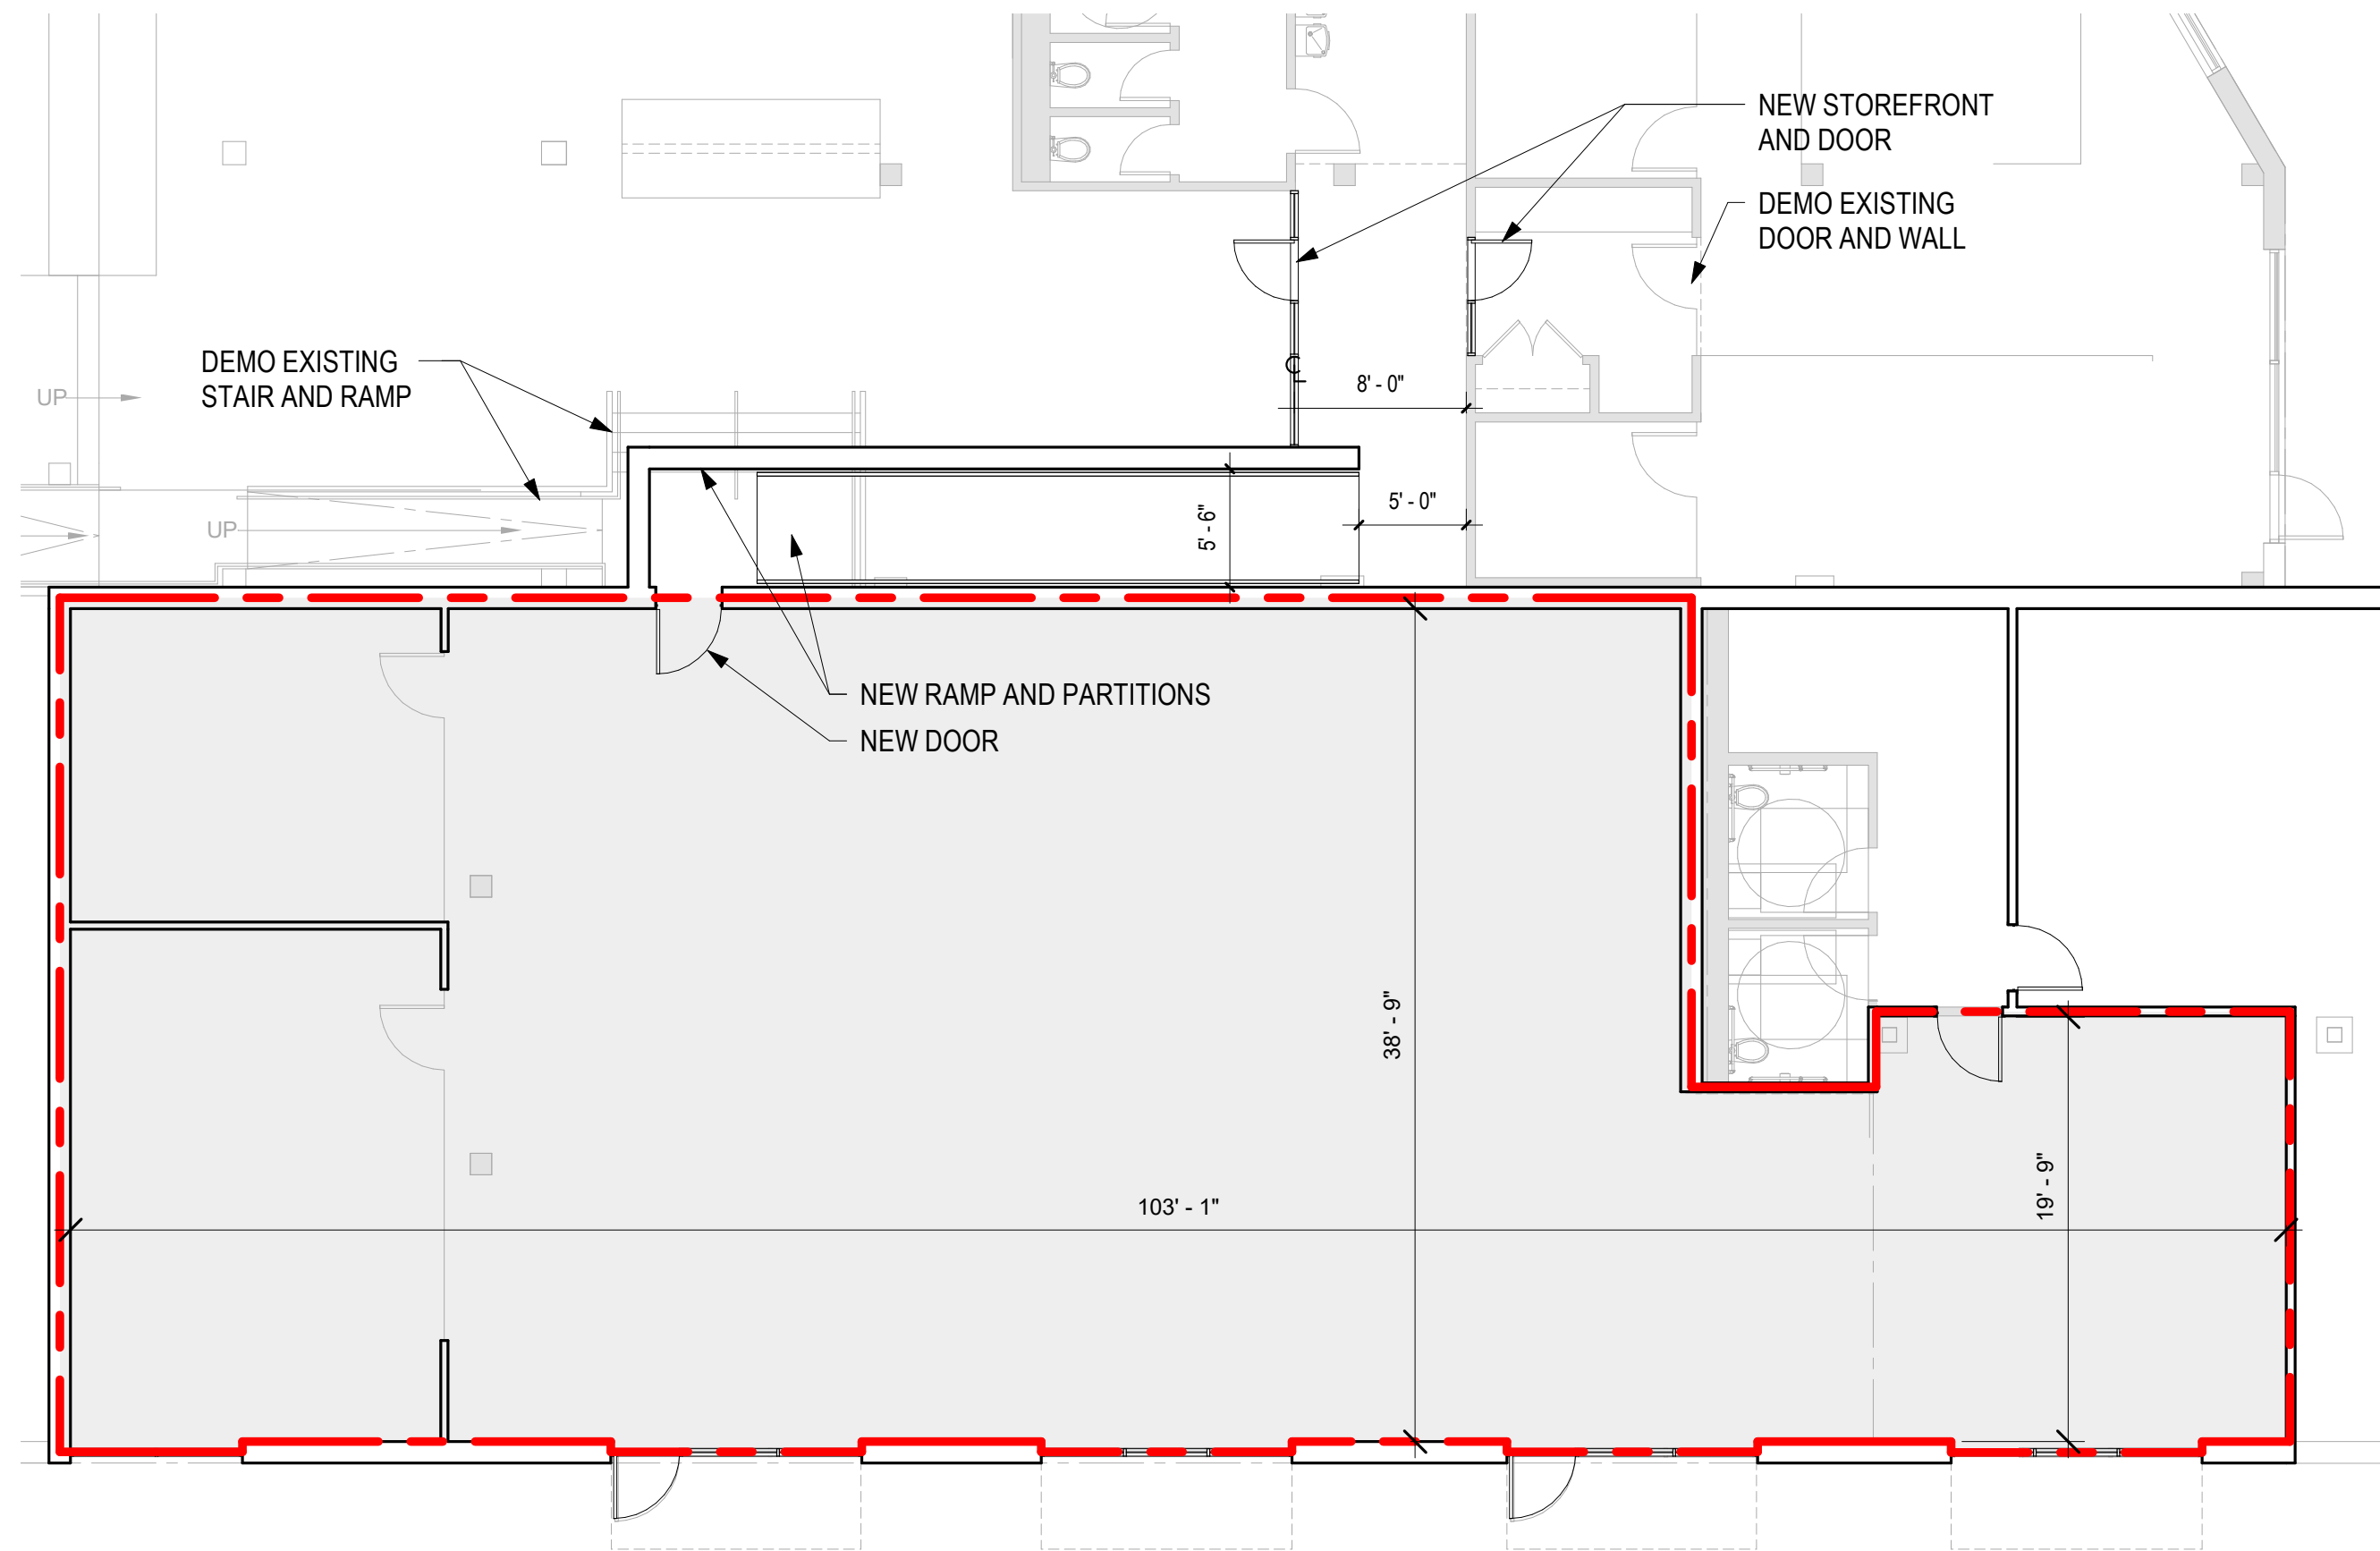 NEW STOREFRONT
AND DOOR
DEMO EXISTING
DOOR AND WALL
DEMO EXISTING
STAIR AND RAMP
UP
CL
8' - 0"
5' - 0"
5' - 6"
UP
NEW RAMP AND PARTITIONS
NEW DOOR
38' - 9"
19' - 9"
103' - 1"